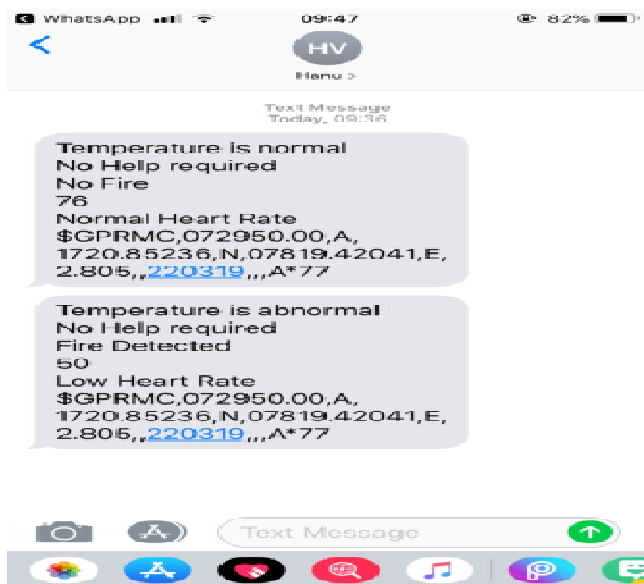 WhatsApp 09:47 82%
HV
Hanu >
Text Message
Today, 09:36
Temperature is normal
No Help required
No Fire
76
Normal Heart Rate
$GPRMC,072950.00,A,
1720.85236,N,07819.42041,E,
2.805,,220319,,,A*77
Temperature is abnormal
No Help required
Fire Detected
50
Low Heart Rate
$GPRMC,072950.00,A,
1720.85236,N,07819.42041,E,
2.805,,220319,,,A*77
Text Message